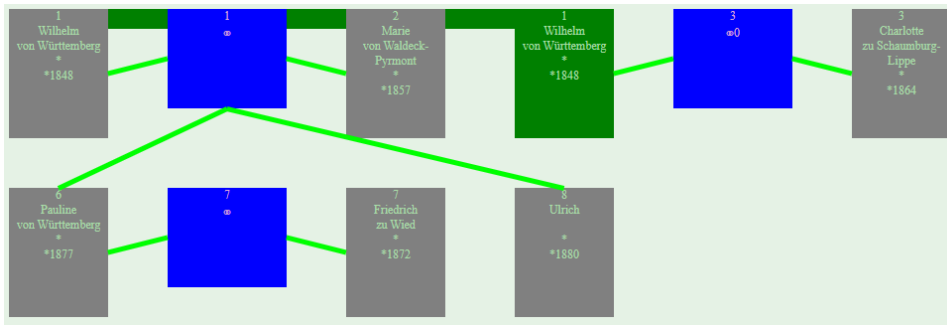 1
Wilhelm
von Württemberg
*
*1848
1
⚭
2
Marie
von Waldeck-
Pyrmont
*
*1857
1
Wilhelm
von Württemberg
*
*1848
3
⚭0
3
Charlotte
zu Schaumburg-
Lippe
*
*1864
6
Pauline
von Württemberg
*
*1877
7
⚭
7
Friedrich
zu Wied
*
*1872
8
Ulrich
*
*1880